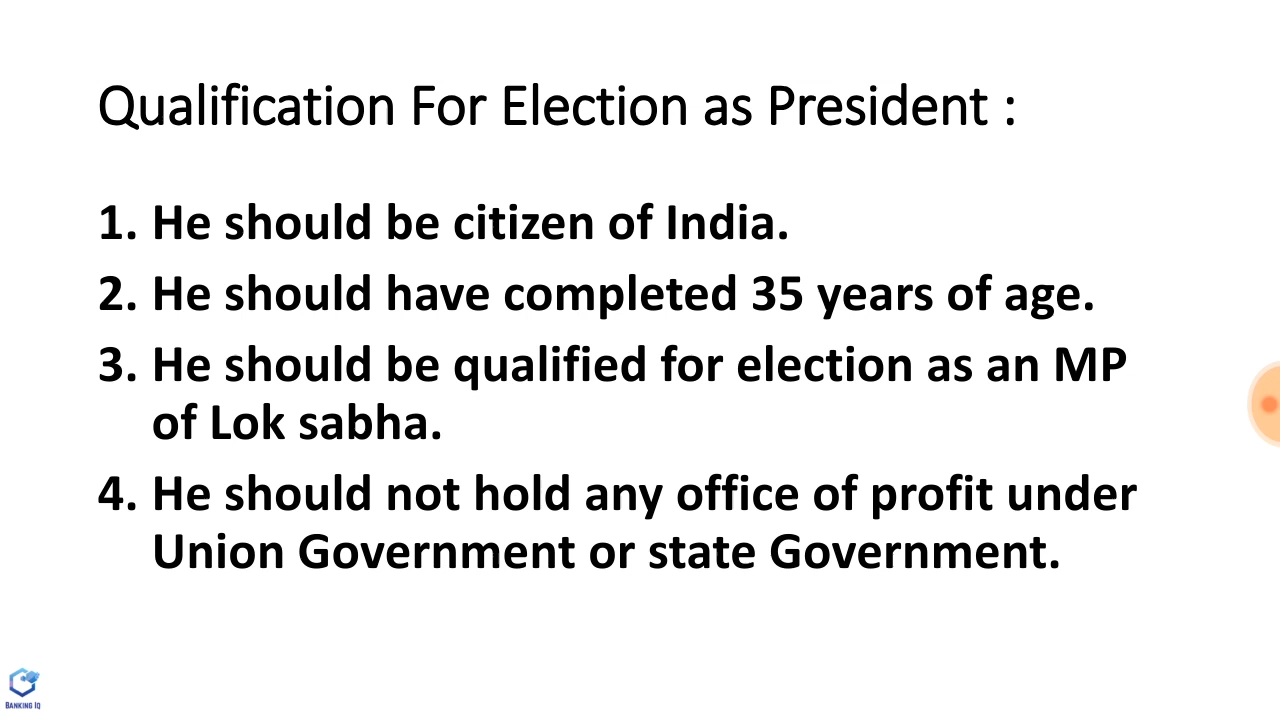 Qualification For Election as President :
1. He should be citizen of India.
2. He should have completed 35 years of age.
3. He should be qualified for election as an MP
of Lok sabha.
4. He should not hold any office of profit under
Union Government or state Government.
BANKING IQ